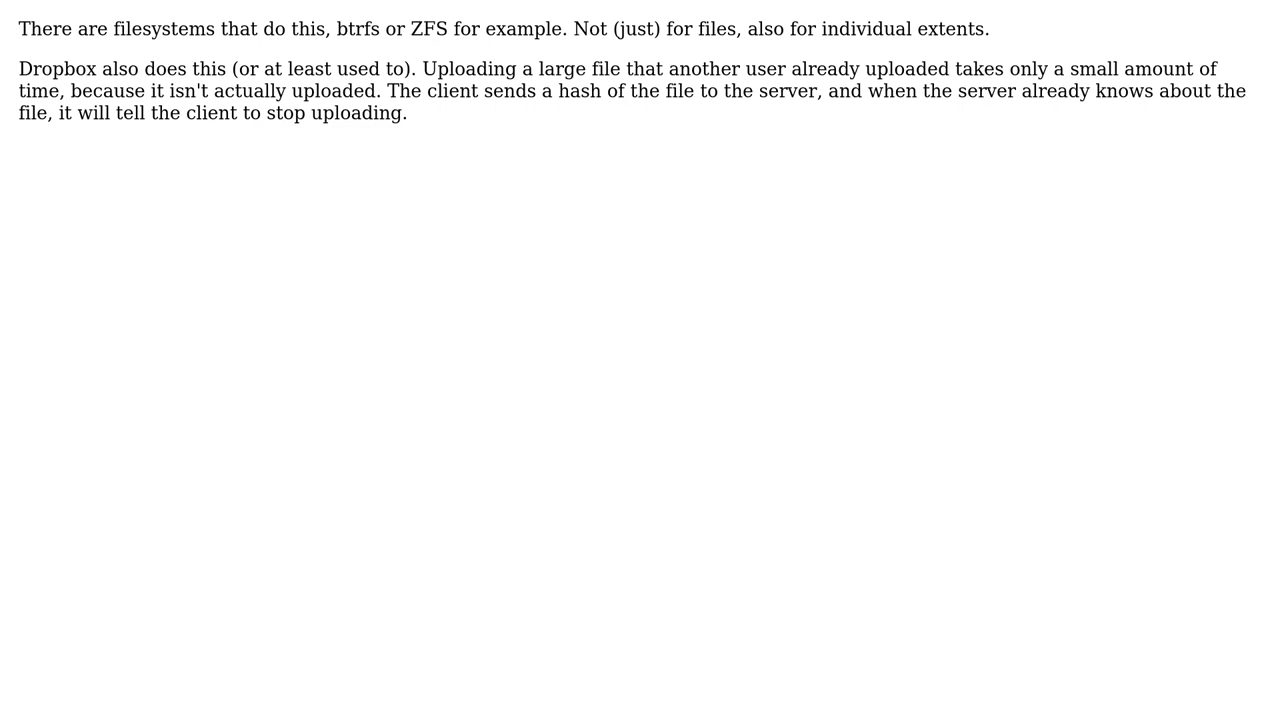 There are filesystems that do this, btrfs or ZFS for example. Not (just) for files, also for individual extents.
Dropbox also does this (or at least used to). Uploading a large file that another user already uploaded takes only a small amount of
time, because it isn't actually uploaded. The client sends a hash of the file to the server, and when the server already knows about the
file, it will tell the client to stop uploading.